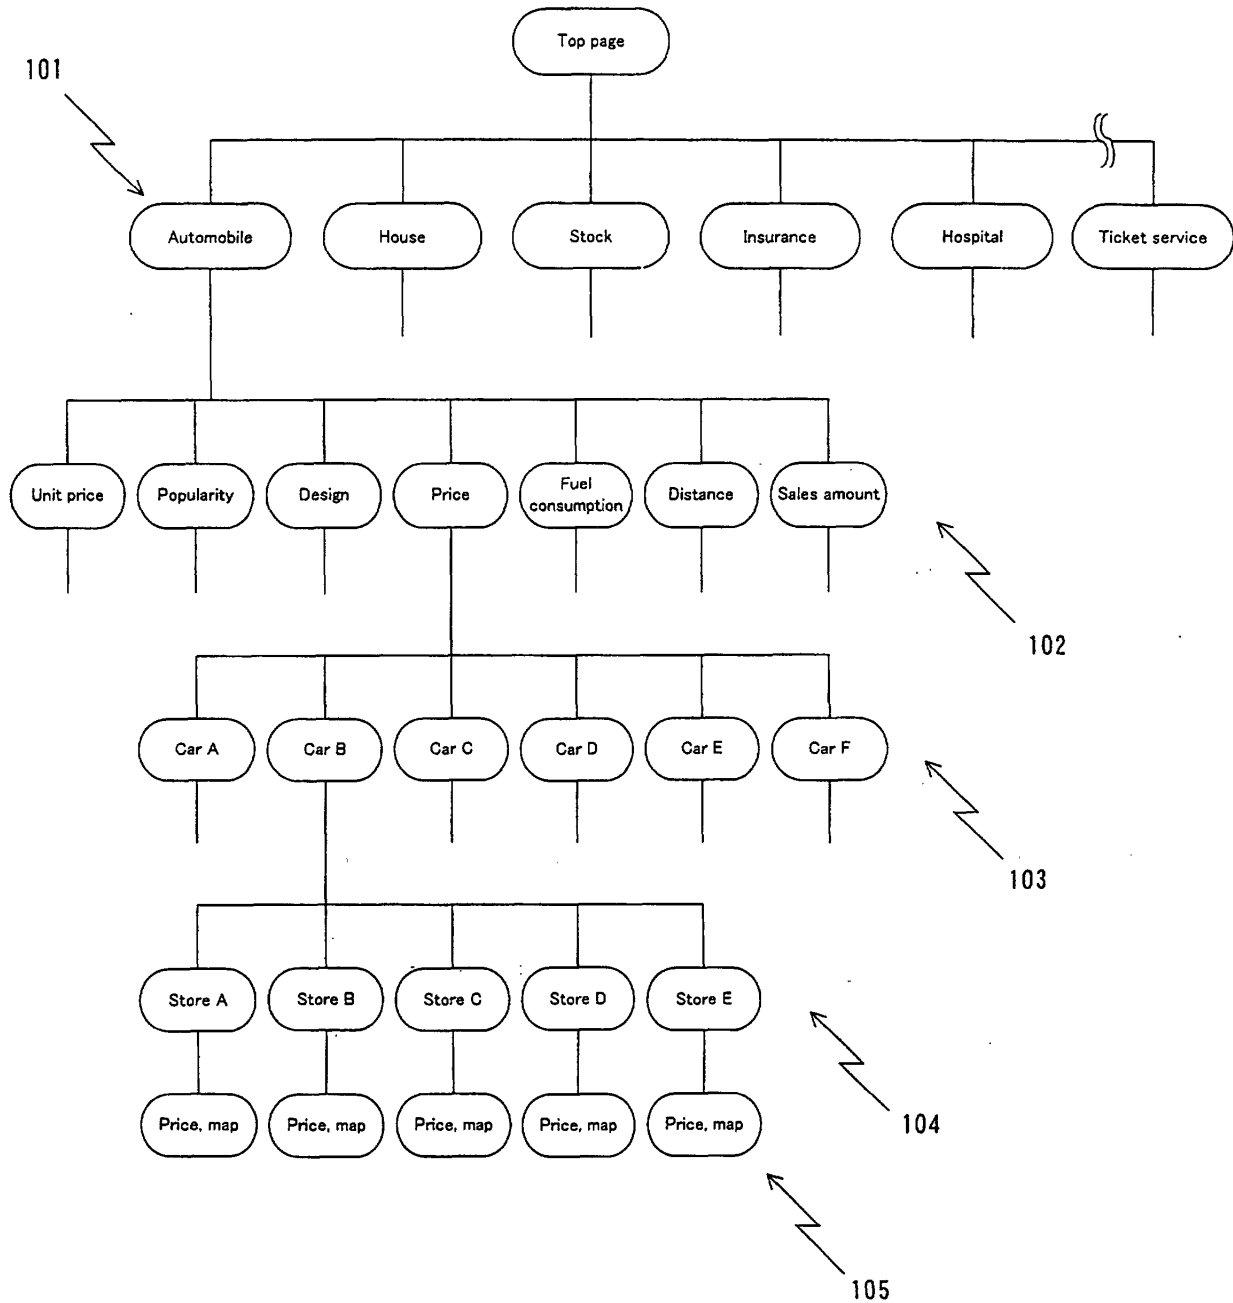 Top page
101
Automobile
House
Stock
Insurance
Hospital
Ticket service
Unit price
Popularity
Design
Price
Fuel
consumption
Distance
Sales amount
102
Car A
Car B
Car C
Car D
Car E
Car F
103
Store A
Store B
Store C
Store D
Store E
104
Price, map
Price, map
Price, map
Price, map
Price, map
105